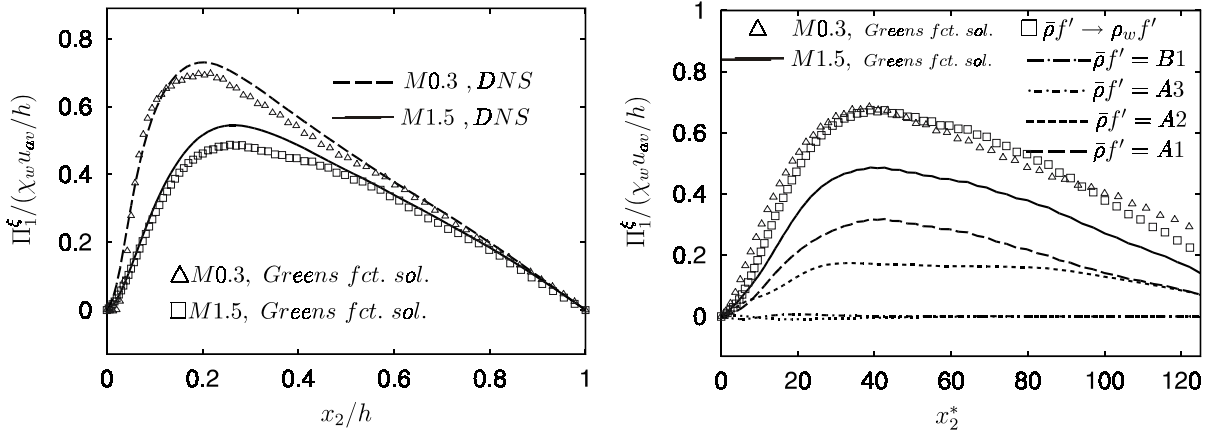 0.8
0.6
0.4
0.2
0
0 0.2 0.4 0.6 0.8 1
Π₁^ξ/(χ_w u_av/h)
x₂/h
M0.3 , DNS
M1.5 , DNS
△M0.3, Greens fct. sol.
□M1.5, Greens fct. sol.
1
0.8
0.6
0.4
0.2
0
0 20 40 60 80 100 120
Π₁^ξ/(χ_w u_av/h)
x₂*
△ M0.3, Greens fct. sol.
M1.5, Greens fct. sol.
□ ρ̄f′ → ρ_w f′
ρ̄f′ = B1
ρ̄f′ = A3
ρ̄f′ = A2
ρ̄f′ = A1